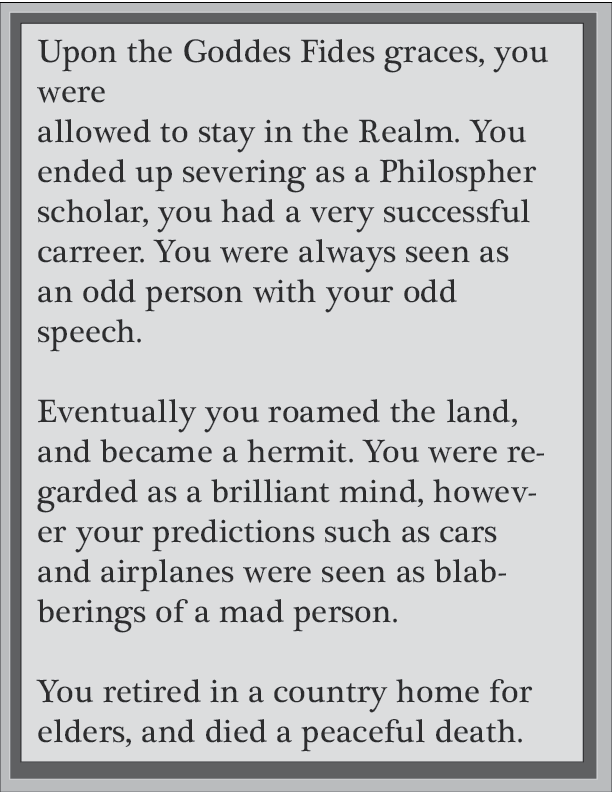 Upon the Goddes Fides graces, you
were
allowed to stay in the Realm. You
ended up severing as a Philospher
scholar, you had a very successful
carreer. You were always seen as
an odd person with your odd
speech.
Eventually you roamed the land,
and became a hermit. You were re-
garded as a brilliant mind, howev-
er your predictions such as cars
and airplanes were seen as blab-
berings of a mad person.
You retired in a country home for
elders, and died a peaceful death.